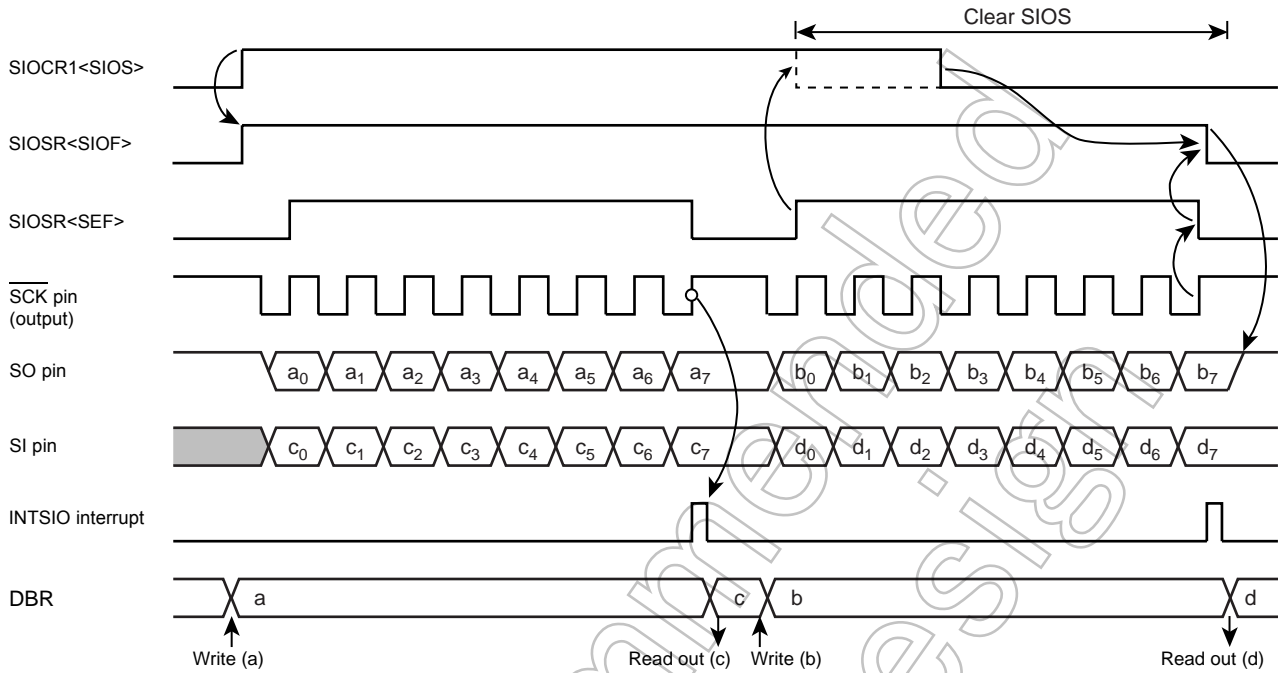 Clear SIOS
SIOCR1<SIOS>
SIOSR<SIOF>
SIOSR<SEF>
SCK pin
(output)
SO pin
a0 a1 a2 a3 a4 a5 a6 a7 b0 b1 b2 b3 b4 b5 b6 b7
SI pin
c0 c1 c2 c3 c4 c5 c6 c7 d0 d1 d2 d3 d4 d5 d6 d7
INTSIO interrupt
DBR
a c b d
Write (a) Read out (c) Write (b) Read out (d)
mmended
esign